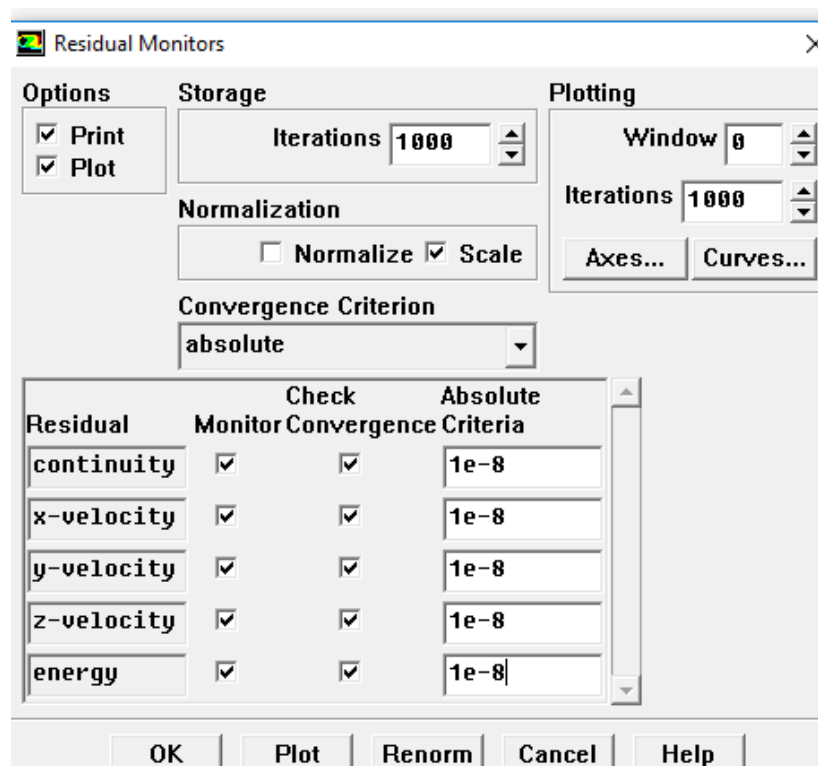 Residual Monitors
Options
Print
Plot
Storage
Iterations 1000
Normalization
Normalize Scale
Convergence Criterion
absolute
Plotting
Window 0
Iterations 1000
Axes... Curves...
Residual Monitor Check Convergence Absolute Criteria
continuity 1e-8
x-velocity 1e-8
y-velocity 1e-8
z-velocity 1e-8
energy 1e-8
OK Plot Renorm Cancel Help